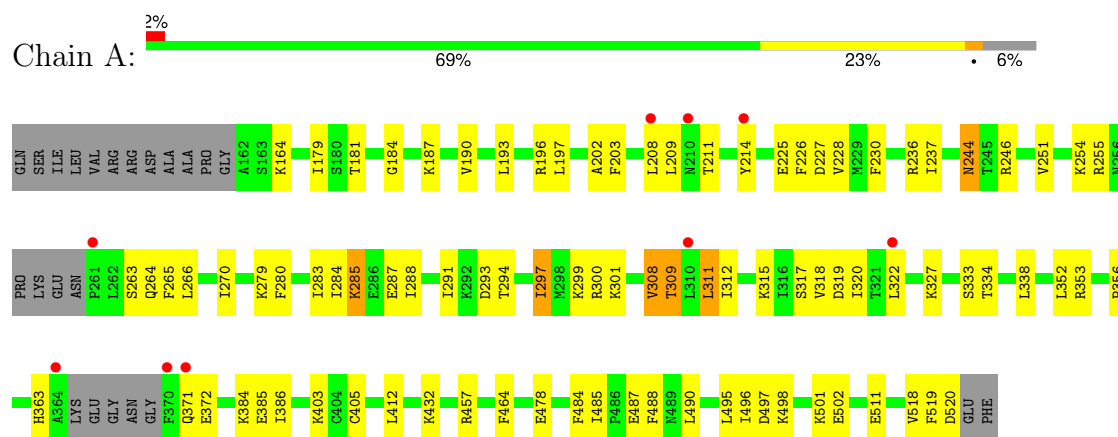 2%
Chain A:
69% 23% • 6%
GLN SER ILE LEU VAL ARG ARG ASP ALA ALA PRO GLY A162 S163 K164 I179 S180 T181 G184 K187 V190 L193 R196 L197 A202 F203 L208 L209 N210 T211 Y214 E225 F226 D227 V228 M229 F230 R236 I237 N244 T245 R246 V251 K254 R255 N256
PRO LYS GLU ASN P261 L262 S263 Q264 F265 L266 I270 K279 F280 I283 I284 K285 E286 E287 I288 I291 K292 D293 T294 I297 M298 K299 R300 K301 V308 T309 L310 L311 I312 K315 I316 S317 V318 D319 I320 T321 L322 K327 S333 T334 L338 L352 R353
H363 A364 LYS GLU GLY ASN GLY F370 Q371 E372 K384 E385 I386 K403 C404 C405 L412 K432 R457 F464 E478 F484 I485 P486 E487 F488 N489 L490 L495 I496 D497 K498 K501 E502 E511 V518 F519 D520 GLU PHE